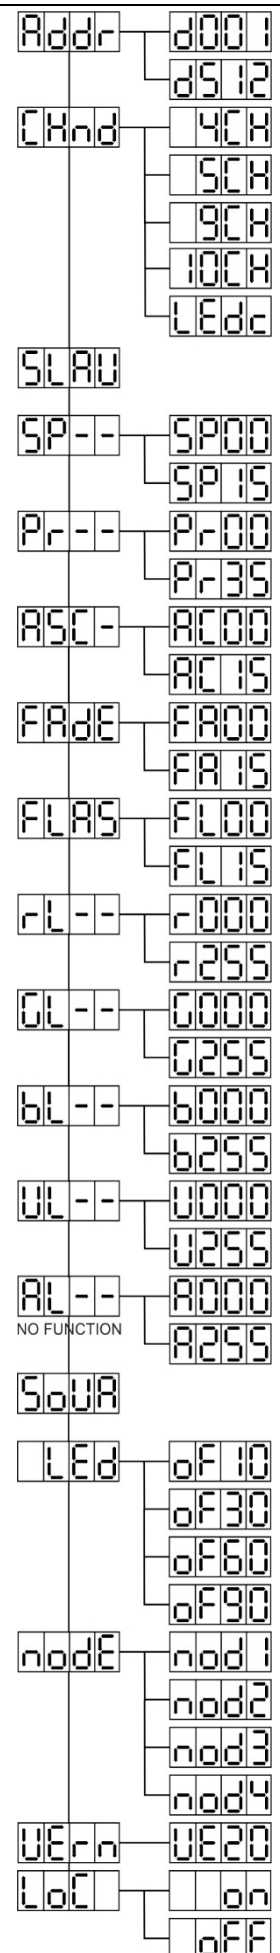 Addr d001
d512
CHnd 4CH
5CH
9CH
10CH
LEdc
SLAU
SP-- SP00
SP15
Pr-- Pr00
Pr35
ASC- AC00
AC15
FAdE FA00
FA15
FLAS FL00
FL15
rL-- r000
r255
GL-- G000
G255
bL-- b000
b255
UL-- U000
U255
AL-- A000
NO FUNCTION
A255
SoUA
LEd oF10
oF30
oF60
oF90
nodE nod1
nod2
nod3
nod4
UErn UE20
LoC on
oFF